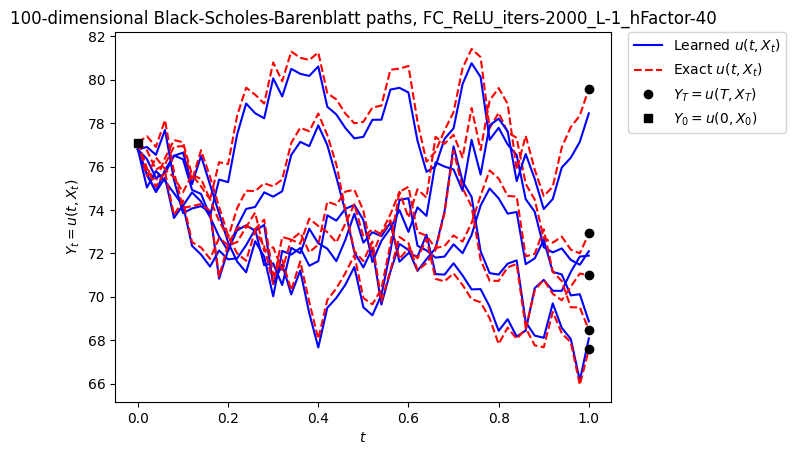 100-dimensional Black-Scholes-Barenblatt paths, FC_ReLU_iters-2000_L-1_hFactor-40
Learned u(t, Xₜ)
Exact u(t, Xₜ)
Y_T = u(T, X_T)
Y₀ = u(0, X₀)
Yₜ = u(t, Xₜ)
82
80
78
76
74
72
70
68
66
0.0 0.2 0.4 0.6 0.8 1.0
t